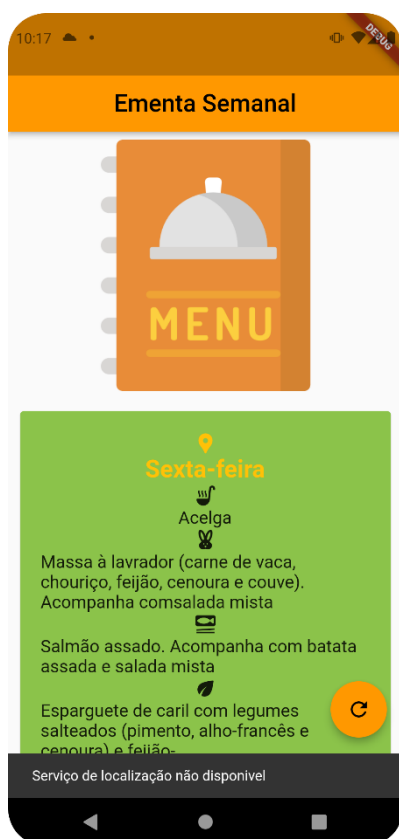 10:17
DEBUG
Ementa Semanal
MENU
Sexta-feira
Acelga
Massa à lavrador (carne de vaca,
chouriço, feijão, cenoura e couve).
Acompanha comsalada mista
Salmão assado. Acompanha com batata
assada e salada mista
Esparguete de caril com legumes
salteados (pimento, alho-francês e
cenoura) e feijão-
Serviço de localização não disponivel